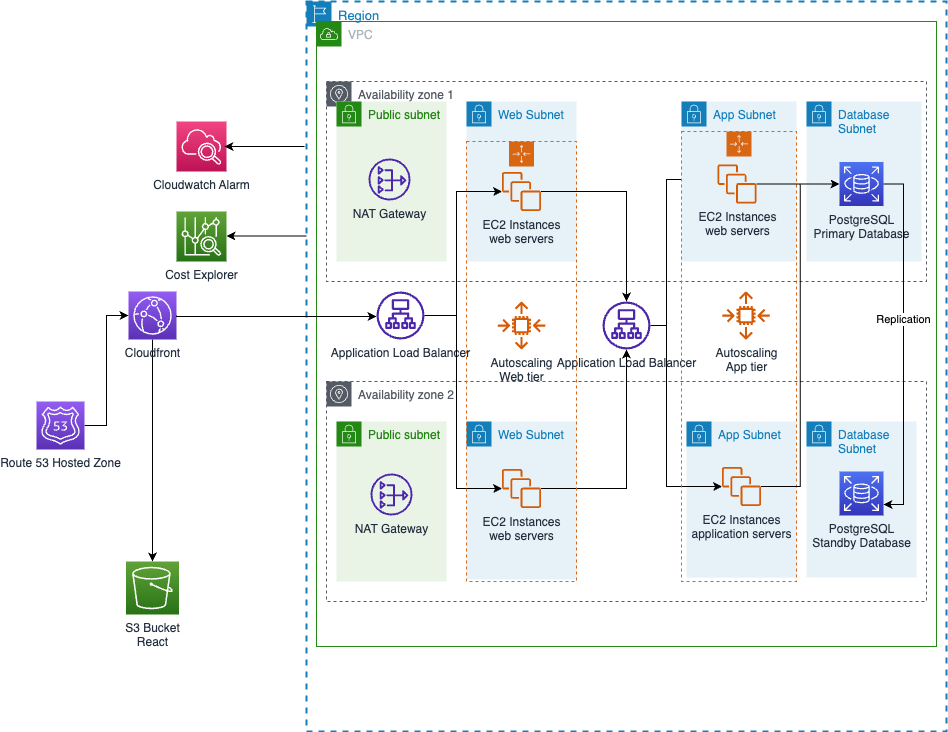 Region
VPC
Availability zone 1
Public subnet
Web Subnet
App Subnet
Database
Subnet
Cloudwatch Alarm
NAT Gateway
EC2 Instances
web servers
EC2 Instances
web servers
PostgreSQL
Primary Database
Cost Explorer
Cloudfront
Application Load Balancer
Autoscaling
Web tier
Application Load Balancer
Autoscaling
App tier
Replication
Availability zone 2
Public subnet
Web Subnet
App Subnet
Database
Subnet
53
Route 53 Hosted Zone
NAT Gateway
EC2 Instances
web servers
EC2 Instances
application servers
PostgreSQL
Standby Database
S3 Bucket
React